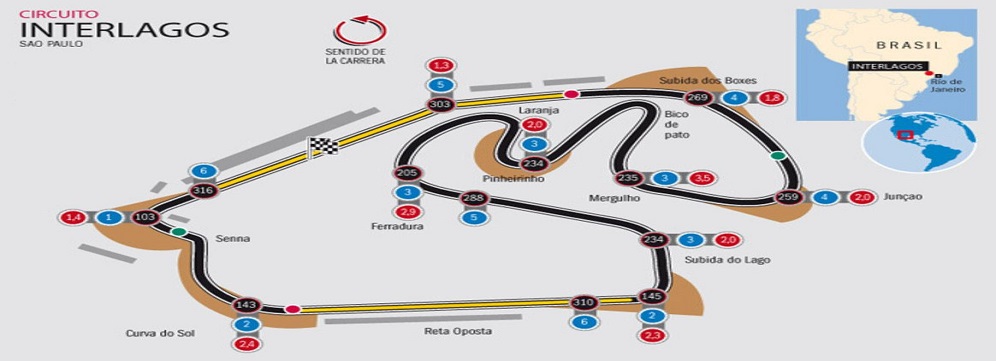 CIRCUITO
INTERLAGOS
SAO PAULO
SENTIDO DE
LA CARRERA
BRASIL
INTERLAGOS
Río de
Janeiro
1,3
5
303
Subida dos Boxes
269
4
1,8
Laranja
2,0
3
234
Pinheirinho
Bico
de
pato
6
316
205
3
2,9
Ferradura
288
5
235
3
3,5
Mergulho
259
4
2,0
Junçao
1,4
1
103
Senna
234
3
2,0
Subida do Lago
143
2
2,4
Curva do Sol
310
6
145
2
2,3
Reta Oposta